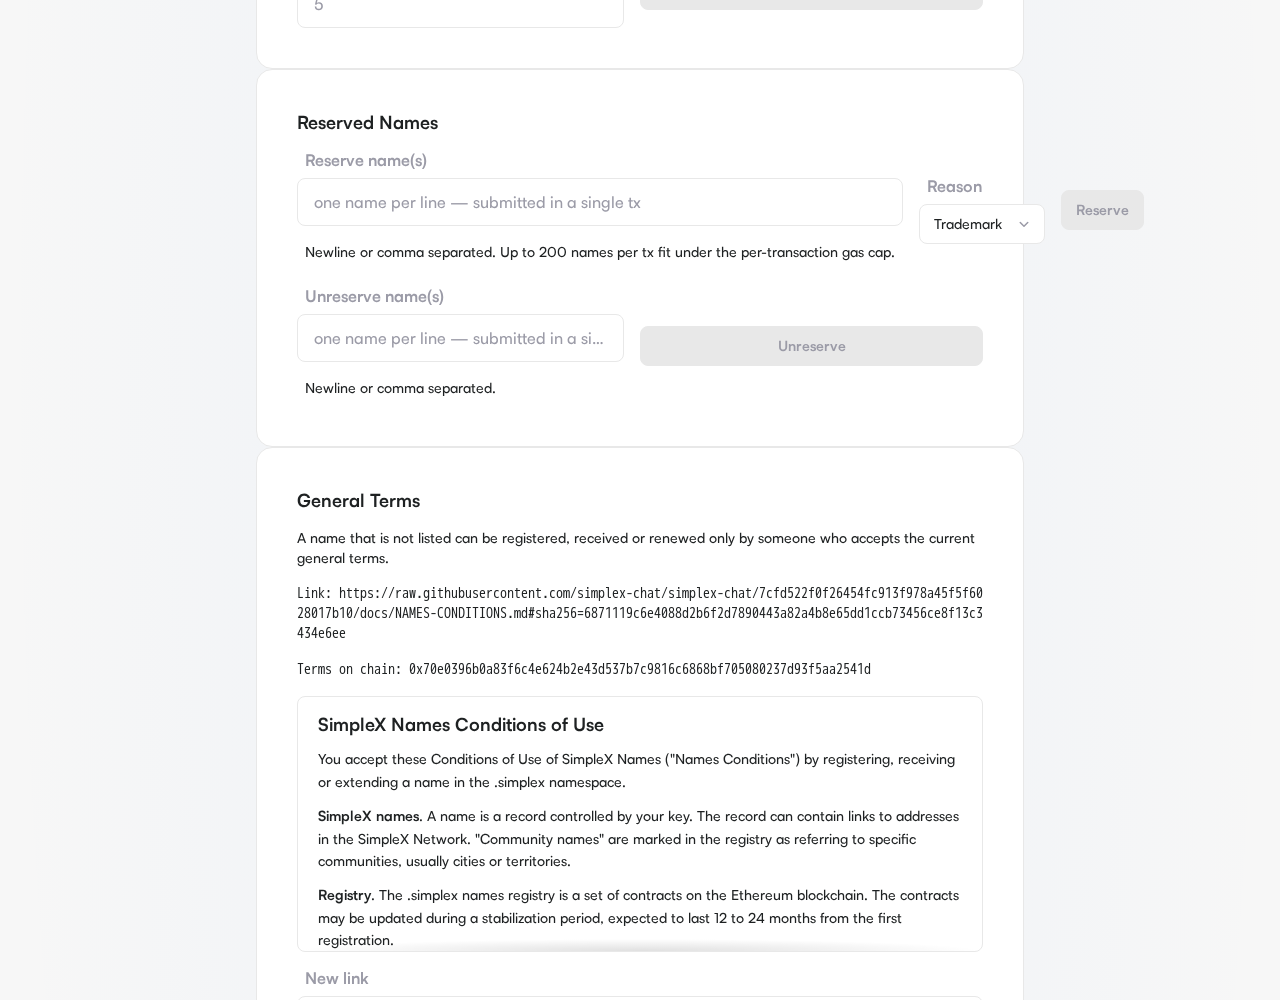 5
Reserved Names
Reserve name(s)
one name per line — submitted in a single tx
Reason
Trademark
Reserve
Newline or comma separated. Up to 200 names per tx fit under the per-transaction gas cap.
Unreserve name(s)
one name per line — submitted in a si...
Unreserve
Newline or comma separated.
General Terms
A name that is not listed can be registered, received or renewed only by someone who accepts the current
general terms.
Link: https://raw.githubusercontent.com/simplex-chat/simplex-chat/7cfd522f0f26454fc913f978a45f5f60
28017b10/docs/NAMES-CONDITIONS.md#sha256=6871119c6e4088d2b6f2d7890443a82a4b8e65dd1ccb73456ce8f13c3
434e6ee
Terms on chain: 0x70e0396b0a83f6c4e624b2e43d537b7c9816c6868bf705080237d93f5aa2541d
SimpleX Names Conditions of Use
You accept these Conditions of Use of SimpleX Names ("Names Conditions") by registering, receiving
or extending a name in the .simplex namespace.
SimpleX names. A name is a record controlled by your key. The record can contain links to addresses
in the SimpleX Network. "Community names" are marked in the registry as referring to specific
communities, usually cities or territories.
Registry. The .simplex names registry is a set of contracts on the Ethereum blockchain. The contracts
may be updated during a stabilization period, expected to last 12 to 24 months from the first
registration.
New link